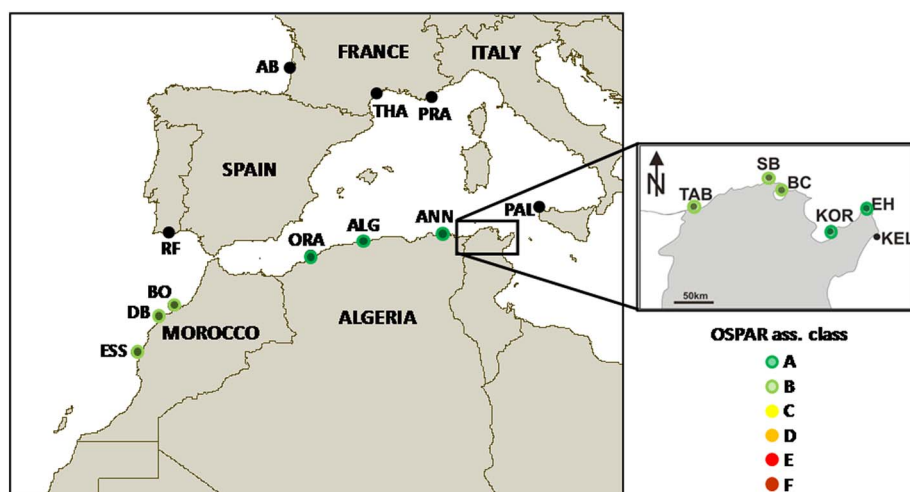 FRANCE
ITALY
AB
THA
PRA
SPAIN
ANN
PAL
ALG
ORA
RF
BO
DB
MOROCCO
ALGERIA
ESS
N
SB
BC
TAB
EH
KOR
KEL
50km
OSPAR ass. class
A
B
C
D
E
F